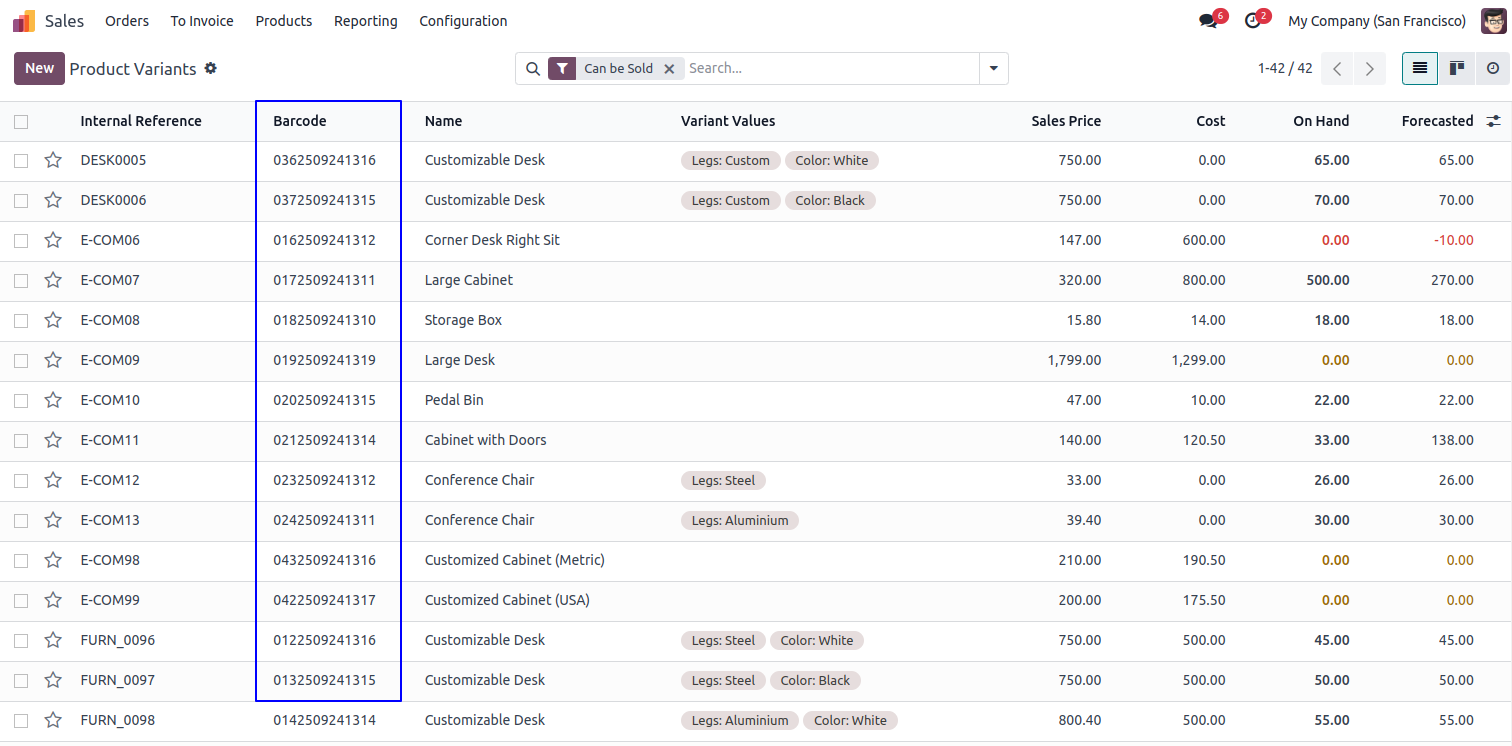 Sales Orders To Invoice Products Reporting Configuration 6 2 My Company (San Francisco)
New Product Variants Can be Sold Search... 1-42 / 42
Internal Reference Barcode Name Variant Values Sales Price Cost On Hand Forecasted
DESK0005 0362509241316 Customizable Desk Legs: Custom Color: White 750.00 0.00 65.00 65.00
DESK0006 0372509241315 Customizable Desk Legs: Custom Color: Black 750.00 0.00 70.00 70.00
E-COM06 0162509241312 Corner Desk Right Sit 147.00 600.00 0.00 -10.00
E-COM07 0172509241311 Large Cabinet 320.00 800.00 500.00 270.00
E-COM08 0182509241310 Storage Box 15.80 14.00 18.00 18.00
E-COM09 0192509241319 Large Desk 1,799.00 1,299.00 0.00 0.00
E-COM10 0202509241315 Pedal Bin 47.00 10.00 22.00 22.00
E-COM11 0212509241314 Cabinet with Doors 140.00 120.50 33.00 138.00
E-COM12 0232509241312 Conference Chair Legs: Steel 33.00 0.00 26.00 26.00
E-COM13 0242509241311 Conference Chair Legs: Aluminium 39.40 0.00 30.00 30.00
E-COM98 0432509241316 Customized Cabinet (Metric) 210.00 190.50 0.00 0.00
E-COM99 0422509241317 Customized Cabinet (USA) 200.00 175.50 0.00 0.00
FURN_0096 0122509241316 Customizable Desk Legs: Steel Color: White 750.00 500.00 45.00 45.00
FURN_0097 0132509241315 Customizable Desk Legs: Steel Color: Black 750.00 500.00 50.00 50.00
FURN_0098 0142509241314 Customizable Desk Legs: Aluminium Color: White 800.40 500.00 55.00 55.00